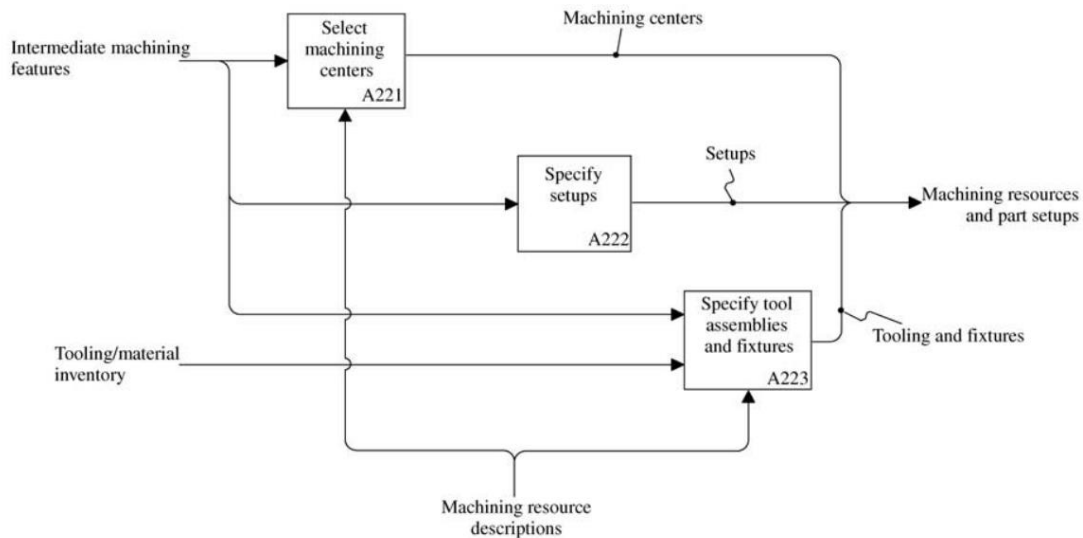 Machining centers
Select
machining
centers
A221
Intermediate machining
features
Setups
Specify
setups
A222
Machining resources
and part setups
Specify tool
assemblies
and fixtures
A223
Tooling and fixtures
Tooling/material
inventory
Machining resource
descriptions